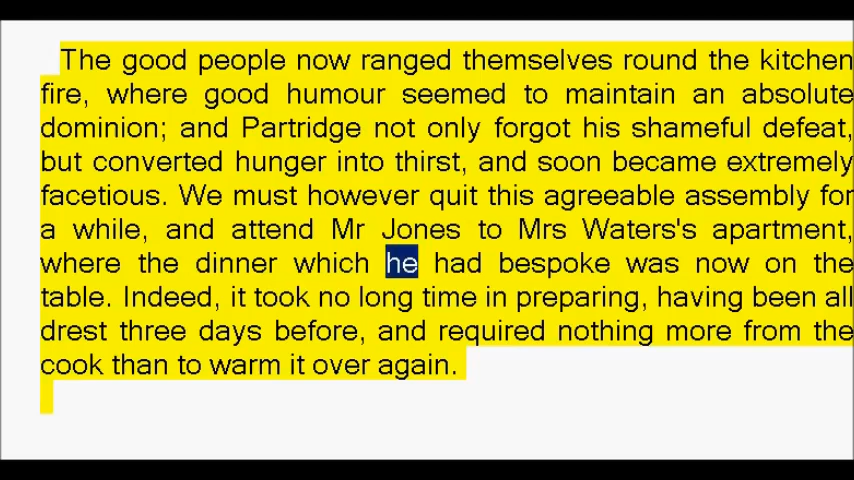 The good people now ranged themselves round the kitchen
fire, where good humour seemed to maintain an absolute
dominion; and Partridge not only forgot his shameful defeat,
but converted hunger into thirst, and soon became extremely
facetious. We must however quit this agreeable assembly for
a while, and attend Mr Jones to Mrs Waters's apartment,
where the dinner which he had bespoke was now on the
table. Indeed, it took no long time in preparing, having been all
drest three days before, and required nothing more from the
cook than to warm it over again.